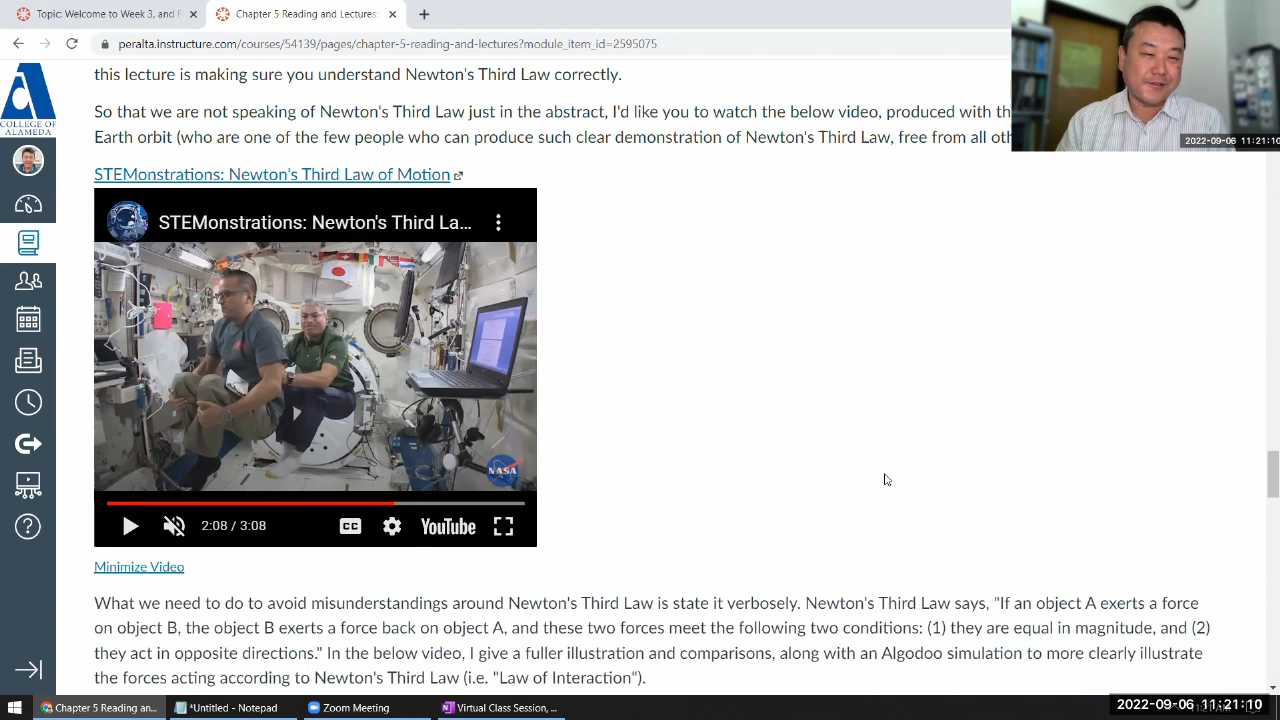 Topic: Welcome to Week 3, and F
Chapter 5 Reading and Lectures:
peralta.instructure.com/courses/54139/pages/chapter-5-reading-and-lectures?module_item_id=2595075
2022-09-06 11:21:10
COLLEGE OF
ALAMEDA
this lecture is making sure you understand Newton's Third Law correctly.
So that we are not speaking of Newton's Third Law just in the abstract, I'd like you to watch the below video, produced with th
Earth orbit (who are one of the few people who can produce such clear demonstration of Newton's Third Law, free from all oth
STEMonstrations: Newton's Third Law of Motion
STEMonstrations: Newton's Third La...
NASA
2:08 / 3:08
CC
YouTube
Minimize Video
What we need to do to avoid misunderstandings around Newton's Third Law is state it verbosely. Newton's Third Law says, "If an object A exerts a force
on object B, the object B exerts a force back on object A, and these two forces meet the following two conditions: (1) they are equal in magnitude, and (2)
they act in opposite directions." In the below video, I give a fuller illustration and comparisons, along with an Algodoo simulation to more clearly illustrate
the forces acting according to Newton's Third Law (i.e. "Law of Interaction").
Chapter 5 Reading an...
*Untitled - Notepad
Zoom Meeting
Virtual Class Session, ...
2022-09-06 11:21:10